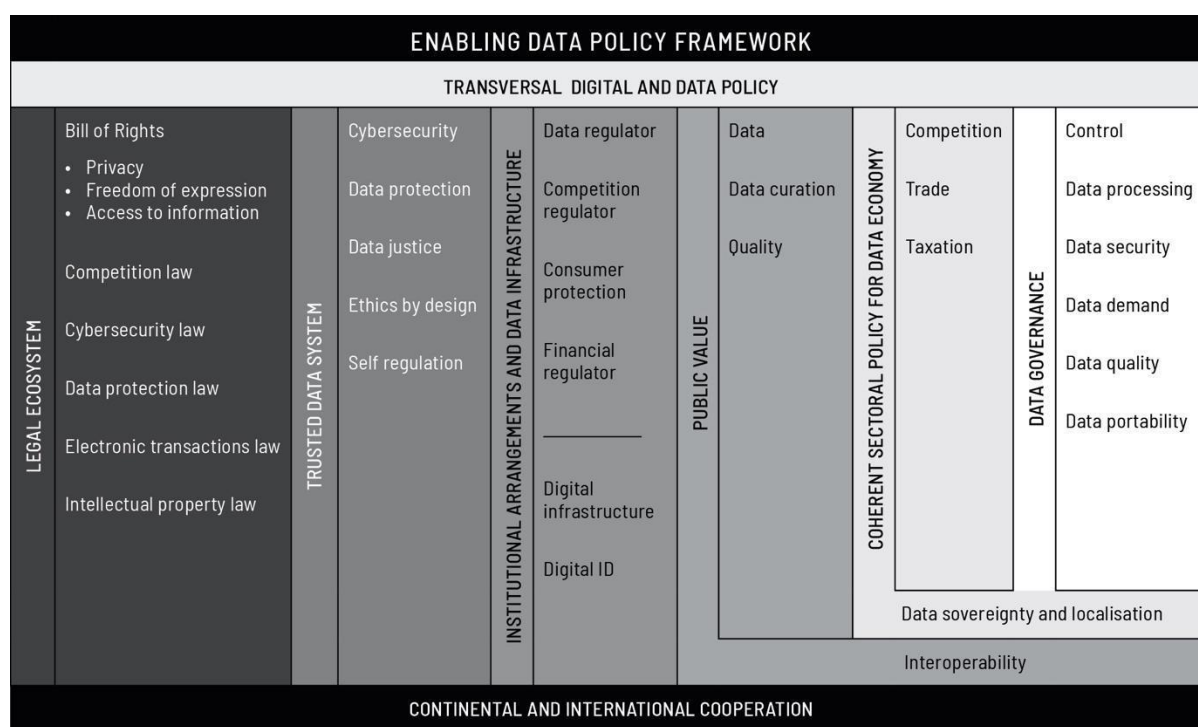 ENABLING DATA POLICY FRAMEWORK
TRANSVERSAL DIGITAL AND DATA POLICY
LEGAL ECOSYSTEM
Bill of Rights
• Privacy
• Freedom of expression
• Access to information
Competition law
Cybersecurity law
Data protection law
Electronic transactions law
Intellectual property law
TRUSTED DATA SYSTEM
Cybersecurity
Data protection
Data justice
Ethics by design
Self regulation
INSTITUTIONAL ARRANGEMENTS AND DATA INFRASTRUCTURE
Data regulator
Competition
regulator
Consumer
protection
Financial
regulator
Digital
infrastructure
Digital ID
PUBLIC VALUE
Data
Data curation
Quality
COHERENT SECTORAL POLICY FOR DATA ECONOMY
Competition
Trade
Taxation
DATA GOVERNANCE
Control
Data processing
Data security
Data demand
Data quality
Data portability
Data sovereignty and localisation
Interoperability
CONTINENTAL AND INTERNATIONAL COOPERATION